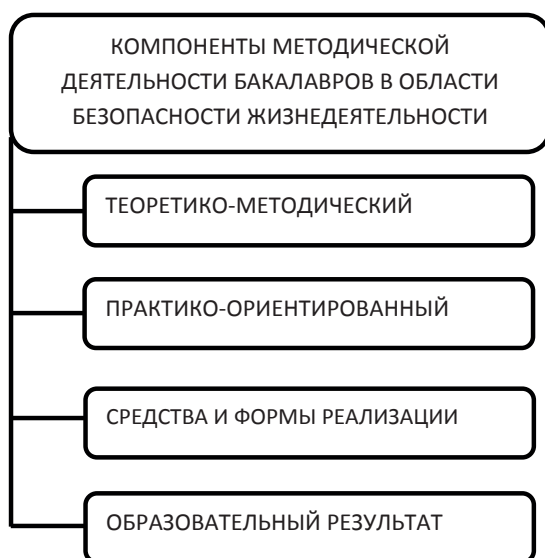 КОМПОНЕНТЫ МЕТОДИЧЕСКОЙ
ДЕЯТЕЛЬНОСТИ БАКАЛАВРОВ В ОБЛАСТИ
БЕЗОПАСНОСТИ ЖИЗНЕДЕЯТЕЛЬНОСТИ
ТЕОРЕТИКО-МЕТОДИЧЕСКИЙ
ПРАКТИКО-ОРИЕНТИРОВАННЫЙ
СРЕДСТВА И ФОРМЫ РЕАЛИЗАЦИИ
ОБРАЗОВАТЕЛЬНЫЙ РЕЗУЛЬТАТ